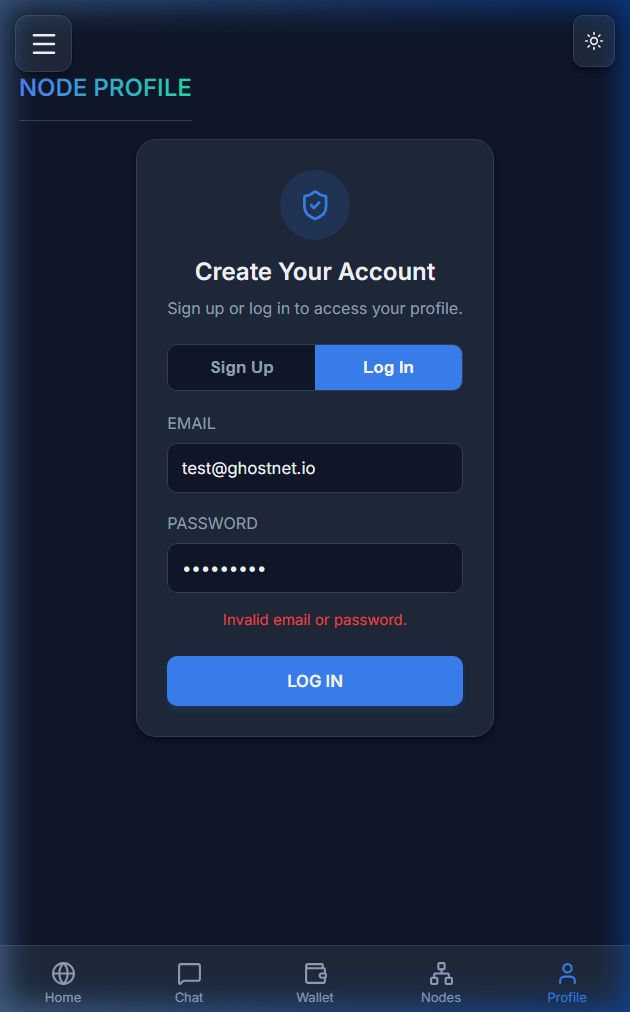 NODE PROFILE
Create Your Account
Sign up or log in to access your profile.
Sign Up Log In
EMAIL
test@ghostnet.io
PASSWORD
•••••••••
Invalid email or password.
LOG IN
Home Chat Wallet Nodes Profile